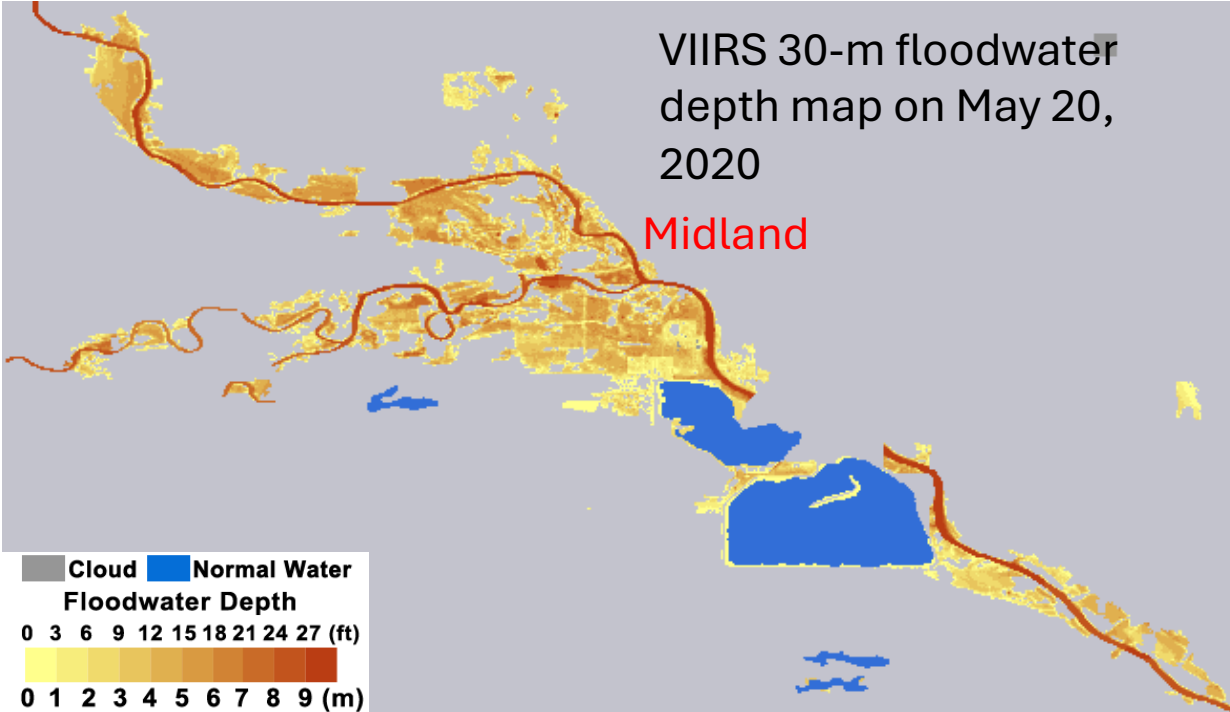 VIIRS 30-m floodwater
depth map on May 20,
2020
Midland
Cloud Normal Water
Floodwater Depth
0 3 6 9 12 15 18 21 24 27 (ft)
0 1 2 3 4 5 6 7 8 9 (m)